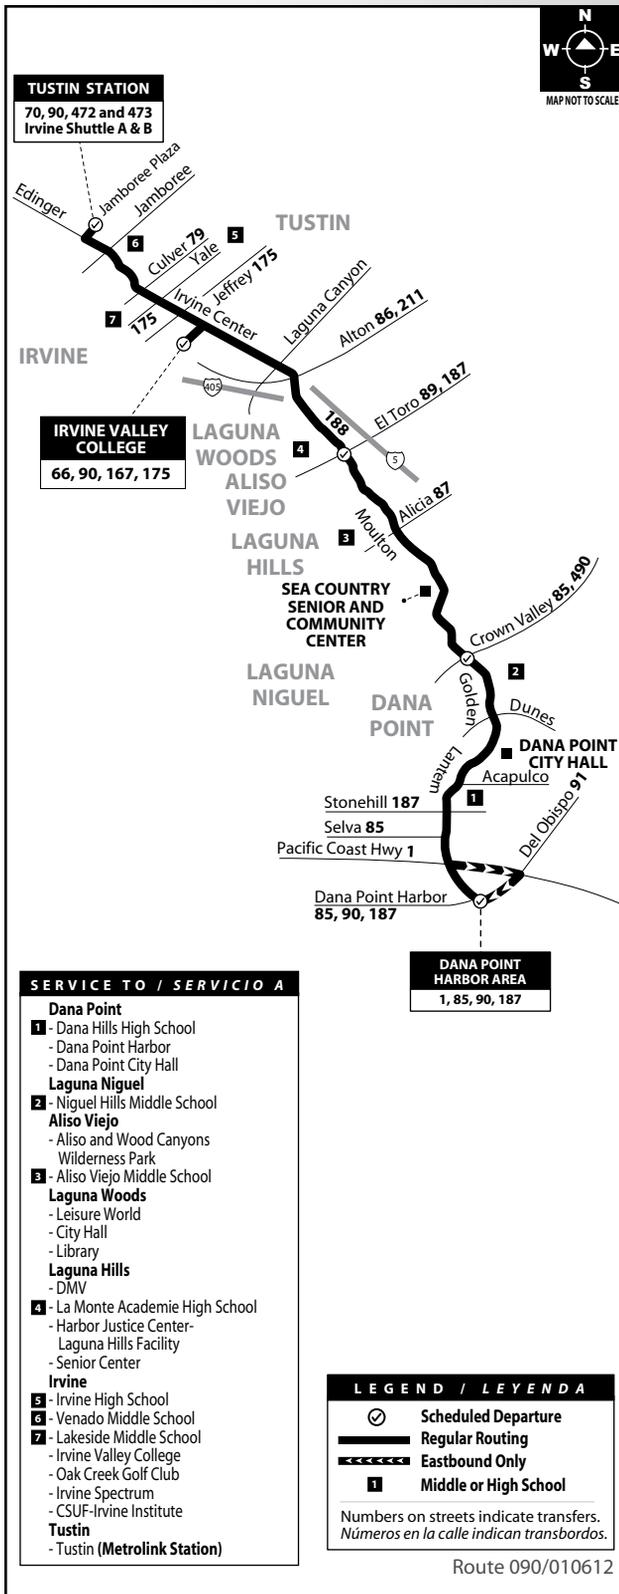 N
W E
S
MAP NOT TO SCALE
TUSTIN STATION
70, 90, 472 and 473
Irvine Shuttle A & B
Jamboree Plaza
Jamboree
Edinger
TUSTIN
6
5
Culver 79
Yale
Jeffrey 175
7
175
Irvine Center
Laguna Canyon
Alton 86, 211
IRVINE
405
IRVINE VALLEY
COLLEGE
66, 90, 167, 175
El Toro 89, 187
188
5
LAGUNA
WOODS
4
ALISO
VIEJO
Alicia 87
Moulton
3
LAGUNA
HILLS
SEA COUNTRY
SENIOR AND
COMMUNITY
CENTER
Crown Valley 85, 490
LAGUNA
NIGUEL
2
Golden
DANA
POINT
Dunes
Lantern
DANA POINT
CITY HALL
Acapulco
1
Stonehill 187
Selva 85
Del Obispo 91
Pacific Coast Hwy 1
Dana Point Harbor
85, 90, 187
DANA POINT
HARBOR AREA
1, 85, 90, 187
SERVICE TO / SERVICIO A
Dana Point
1 - Dana Hills High School
- Dana Point Harbor
- Dana Point City Hall
Laguna Niguel
2 - Niguel Hills Middle School
Aliso Viejo
- Aliso and Wood Canyons
Wilderness Park
3 - Aliso Viejo Middle School
Laguna Woods
- Leisure World
- City Hall
- Library
Laguna Hills
- DMV
4 - La Monte Academie High School
- Harbor Justice Center-
Laguna Hills Facility
- Senior Center
Irvine
5 - Irvine High School
6 - Venado Middle School
7 - Lakeside Middle School
- Irvine Valley College
- Oak Creek Golf Club
- Irvine Spectrum
- CSUF-Irvine Institute
Tustin
- Tustin (Metrolink Station)
LEGEND / LEYENDA
Scheduled Departure
Regular Routing
Eastbound Only
1 Middle or High School
Numbers on streets indicate transfers.
Números en la calle indican transbordos.
Route 090/010612